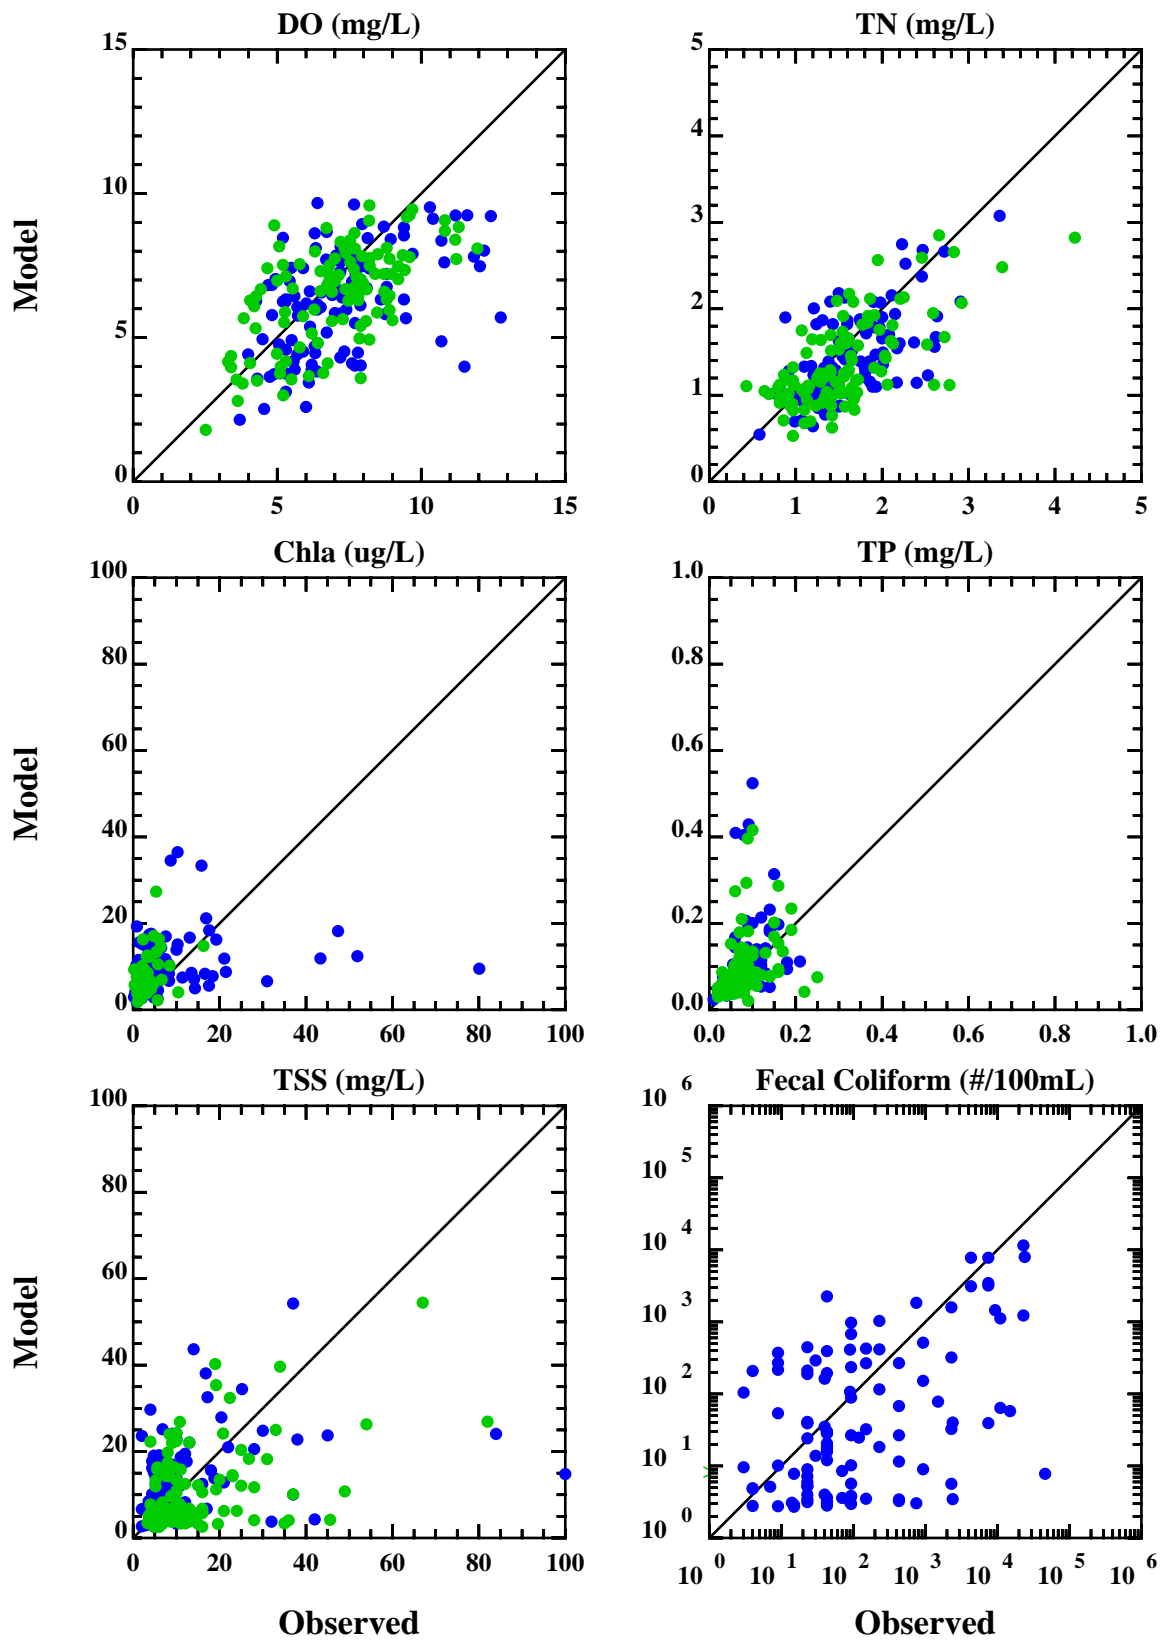 DO (mg/L)
TN (mg/L)
15
10
5
0
Model
0 5 10 15
5
4
3
2
1
0
0 1 2 3 4 5
Chla (ug/L)
TP (mg/L)
100
80
60
40
20
0
Model
0 20 40 60 80 100
1.0
0.8
0.6
0.4
0.2
0.0
0.0 0.2 0.4 0.6 0.8 1.0
TSS (mg/L)
Fecal Coliform (#/100mL)
100
80
60
40
20
0
Model
0 20 40 60 80 100
Observed
10 6
10 5
10 4
10 3
10 2
10 1
10 0
10 0 10 1 10 2 10 3 10 4 10 5 10 6
Observed